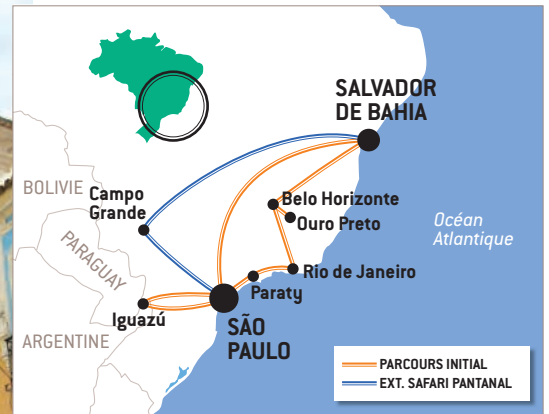 SALVADOR
DE BAHIA
BOLIVIE
Campo
Grande
Belo Horizonte
Ouro Preto
Océan
Atlantique
PARAGUAY
Rio de Janeiro
Paraty
Iguazú
SÃO
PAULO
ARGENTINE
PARCOURS INITIAL
EXT. SAFARI PANTANAL